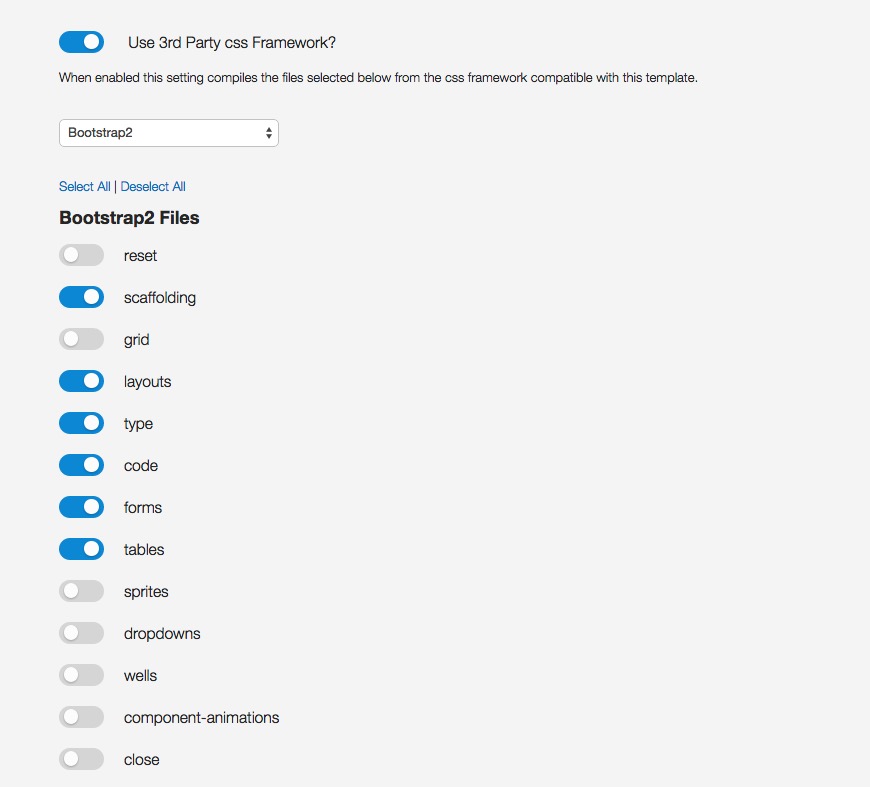 Use 3rd Party css Framework?
When enabled this setting compiles the files selected below from the css framework compatible with this template.
Bootstrap2
Select All | Deselect All
Bootstrap2 Files
reset
scaffolding
grid
layouts
type
code
forms
tables
sprites
dropdowns
wells
component-animations
close